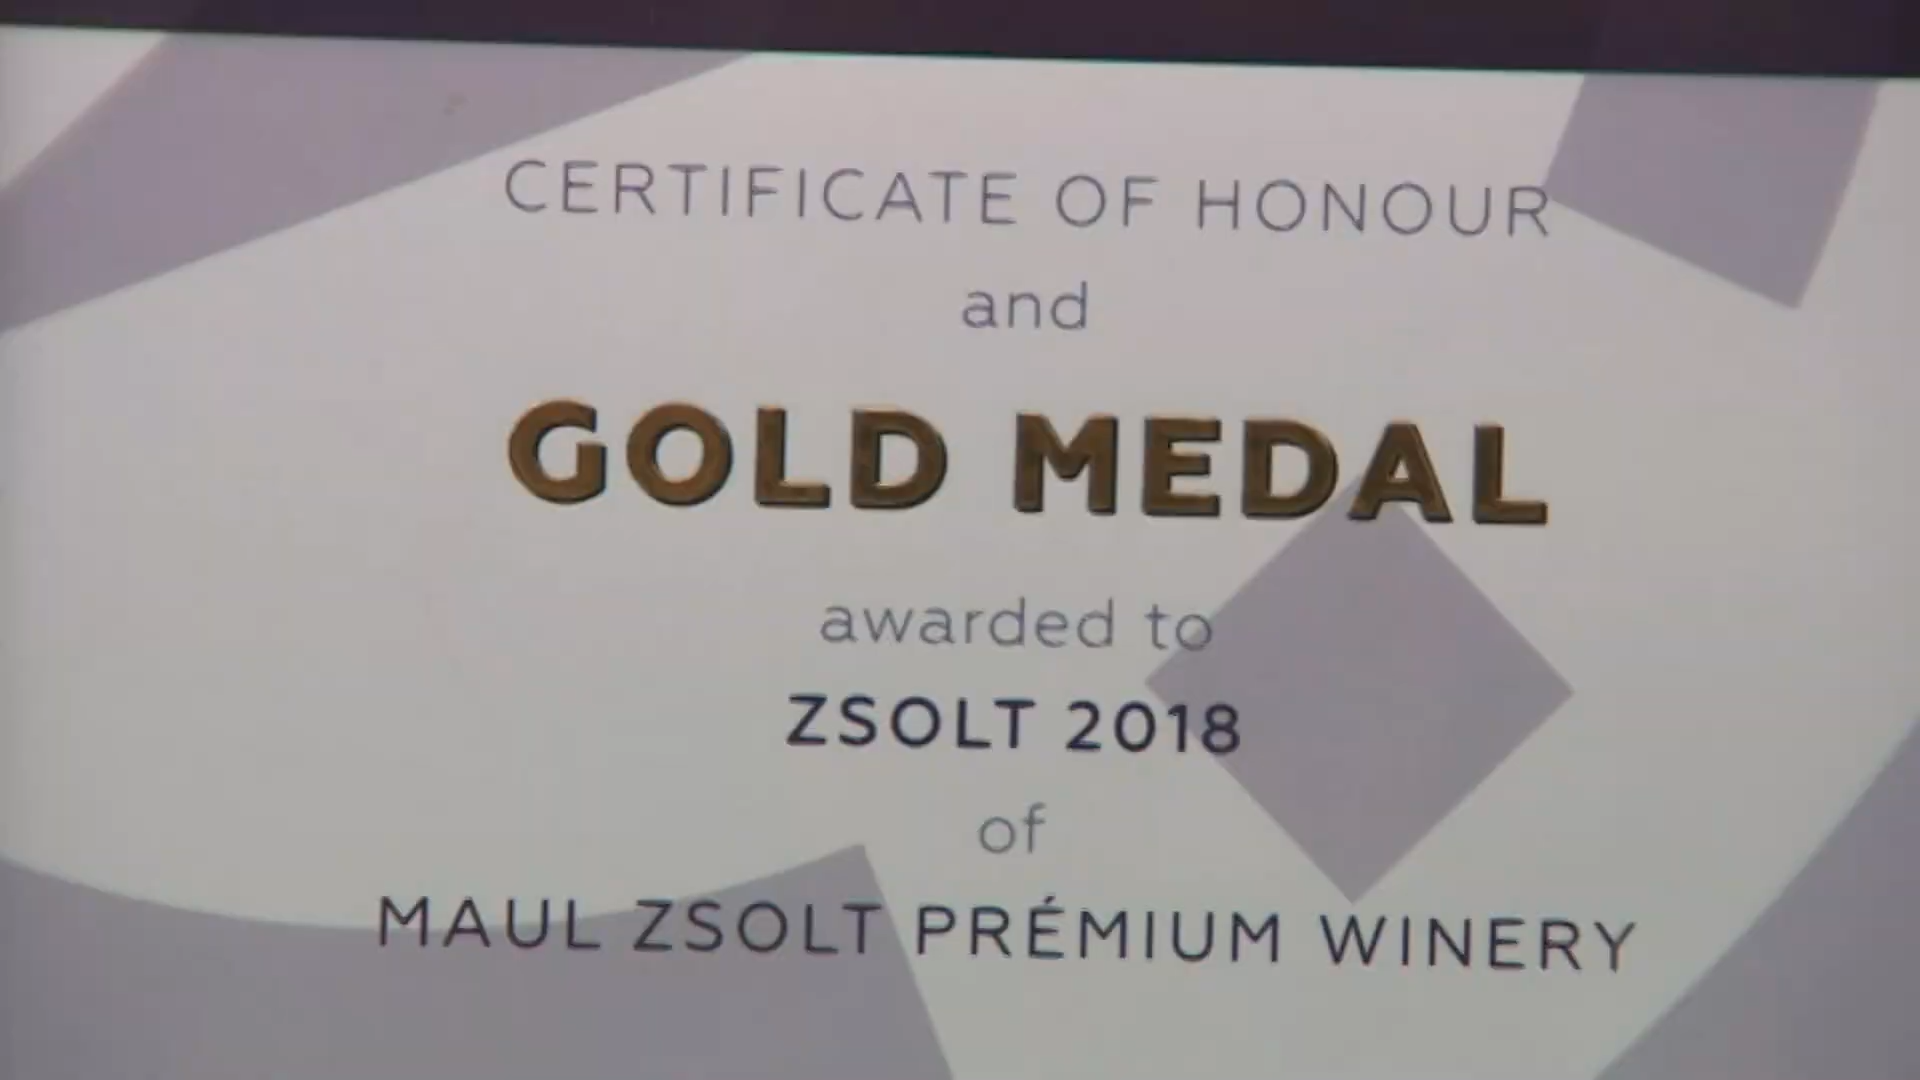 CERTIFICATE OF HONOUR
and
GOLD MEDAL
awarded to
ZSOLT 2018
of
MAUL ZSOLT PRÉMIUM WINERY